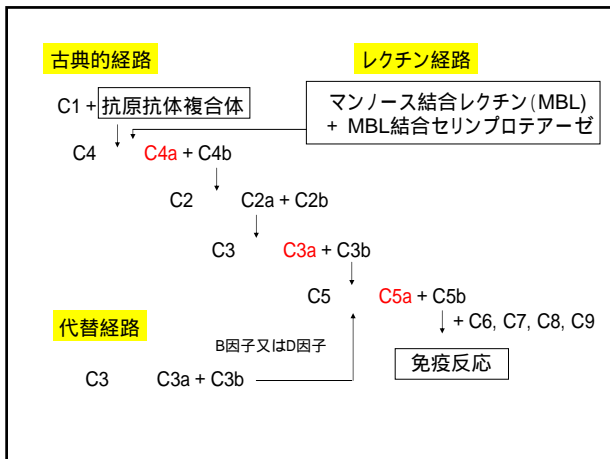 古典的経路
レクチン経路
C1 + 抗原抗体複合体
マンノース結合レクチン(MBL)
+ MBL結合セリンプロテアーゼ
C4 C4a + C4b
C2 C2a + C2b
C3 C3a + C3b
C5 C5a + C5b
+ C6, C7, C8, C9
代替経路
B因子又はD因子
免疫反応
C3 C3a + C3b